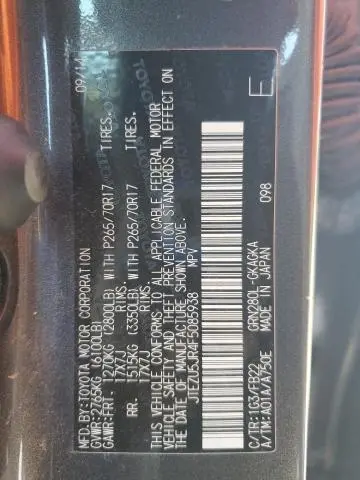 MFD.BY:TOYOTA MOTOR CORPORATION 09/14
GVWR:2765KG(6100LB)
GAWR:FRT. 1270KG(2800LB)WITH P265/70R17 TIRES.
17X7J RIMS.
RR. 1515KG(3350LB)WITH P265/70R17 TIRES.
17X7J RIMS.
THIS VEHICLE CONFORMS TO ALL APPLICABLE FEDERAL MOTOR
VEHICLE SAFETY AND THEFT PREVENTION STANDARDS IN EFFECT ON
THE DATE OF MANUFACTURE SHOWN ABOVE.
JTEZU5JR4F5085938 MPV
E
C/TR:1G3/FB22 GRN280L-GKAGKA 098
A/TM:A01A/A750E JAPAN